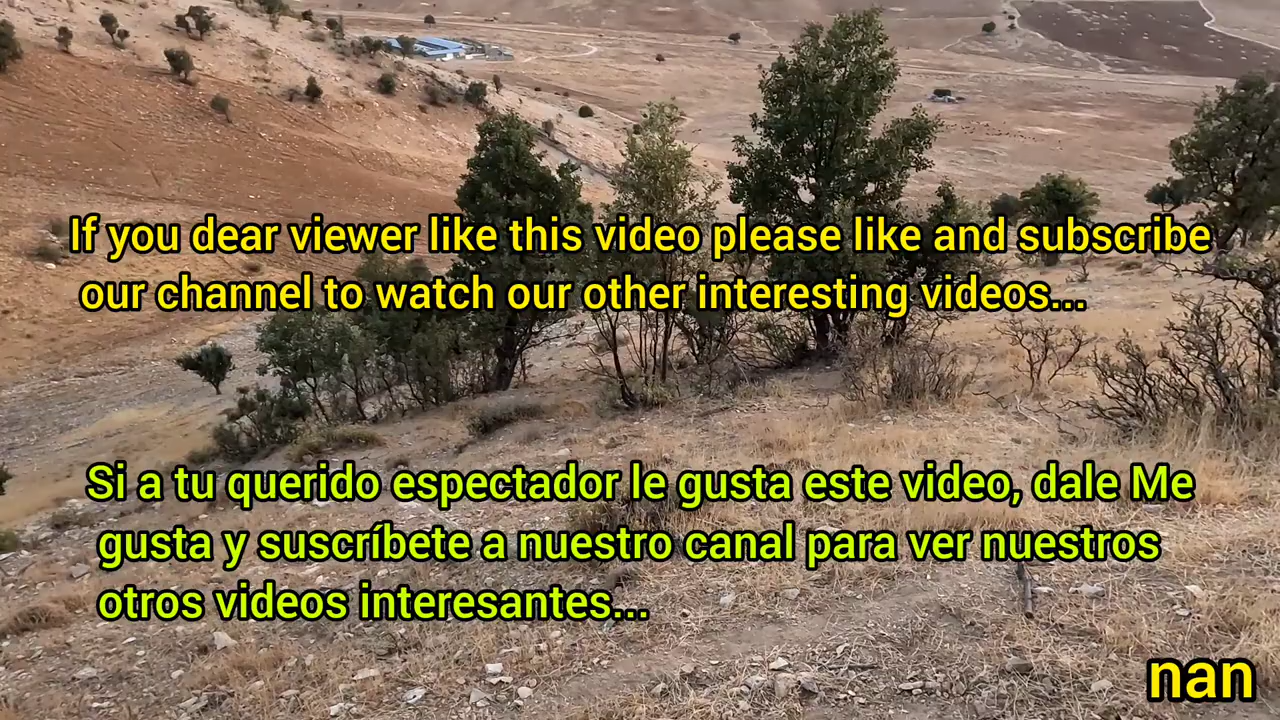 If you dear viewer like this video please like and subscribe
our channel to watch our other interesting videos...
Si a tu querido espectador le gusta este video, dale Me
gusta y suscríbete a nuestro canal para ver nuestros
otros videos interesantes...
nan